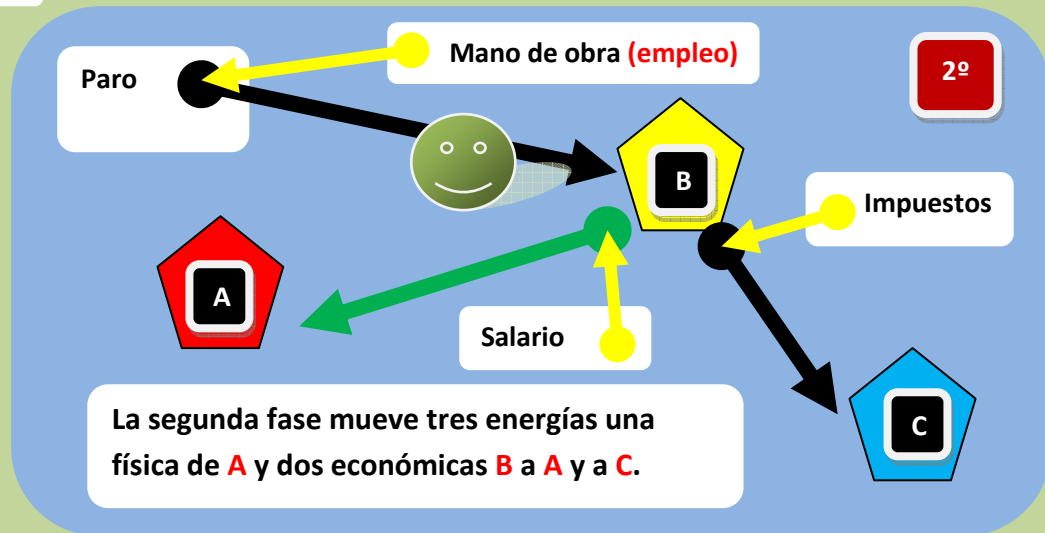 Paro
Mano de obra (empleo)
2º
B
Impuestos
A
Salario
C
La segunda fase mueve tres energías una
física de A y dos económicas B a A y a C.